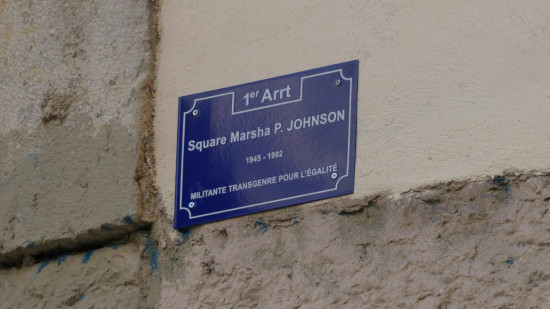 1er Arrt
Square Marsha P. JOHNSON
1945 - 1992
MILITANTE TRANSGENRE POUR L'ÉGALITÉ